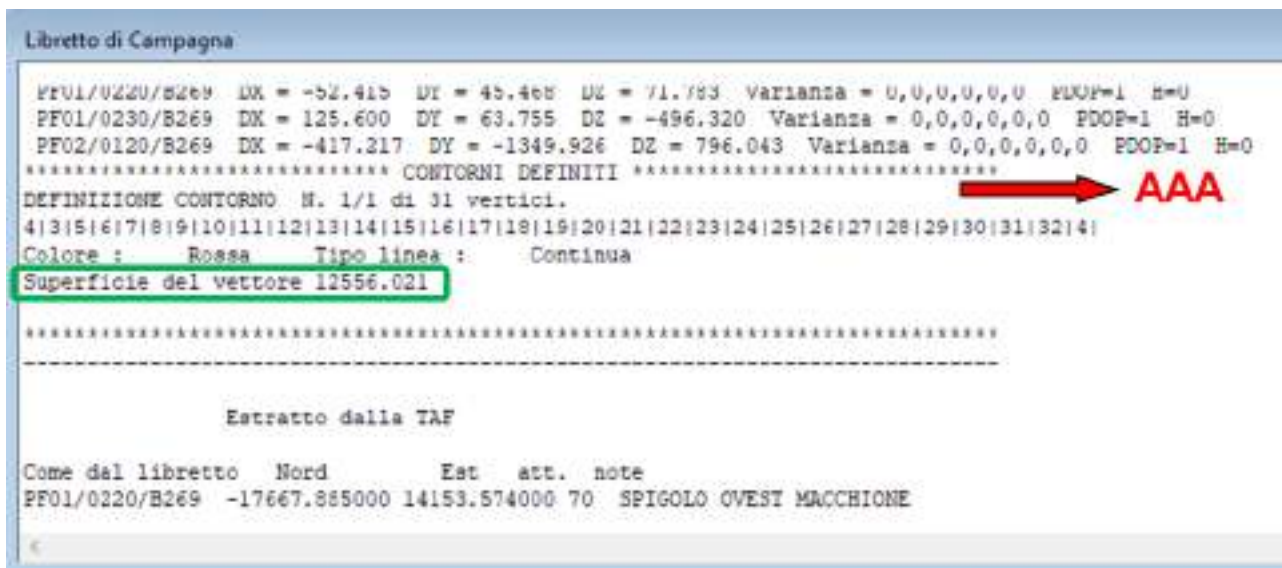 Libretto di Campagna
PF01/0220/B269 DX = -52.415 DY = 45.468 DZ = 71.783 Varianza = 0,0,0,0,0,0 PDOP=1 H=0
PF01/0230/B269 DX = 125.600 DY = 63.755 DZ = -496.320 Varianza = 0,0,0,0,0,0 PDOP=1 H=0
PF02/0120/B269 DX = -417.217 DY = -1349.926 DZ = 796.043 Varianza = 0,0,0,0,0,0 PDOP=1 H=0
***************************** CONTORNI DEFINITI *****************************
AAA
DEFINIZIONE CONTORNO N. 1/1 di 31 vertici.
4|3|5|6|7|8|9|10|11|12|13|14|15|16|17|18|19|20|21|22|23|24|25|26|27|28|29|30|31|32|4|
Colore : Rossa Tipo linea : Continua
Superficie del vettore 12556.021
*****************************************************************************
-----------------------------------------------------------------------------
Estratto dalla TAF
Come dal libretto Nord Est att. note
PF01/0220/B269 -17667.885000 14153.574000 70 SPIGOLO OVEST MACCHIONE